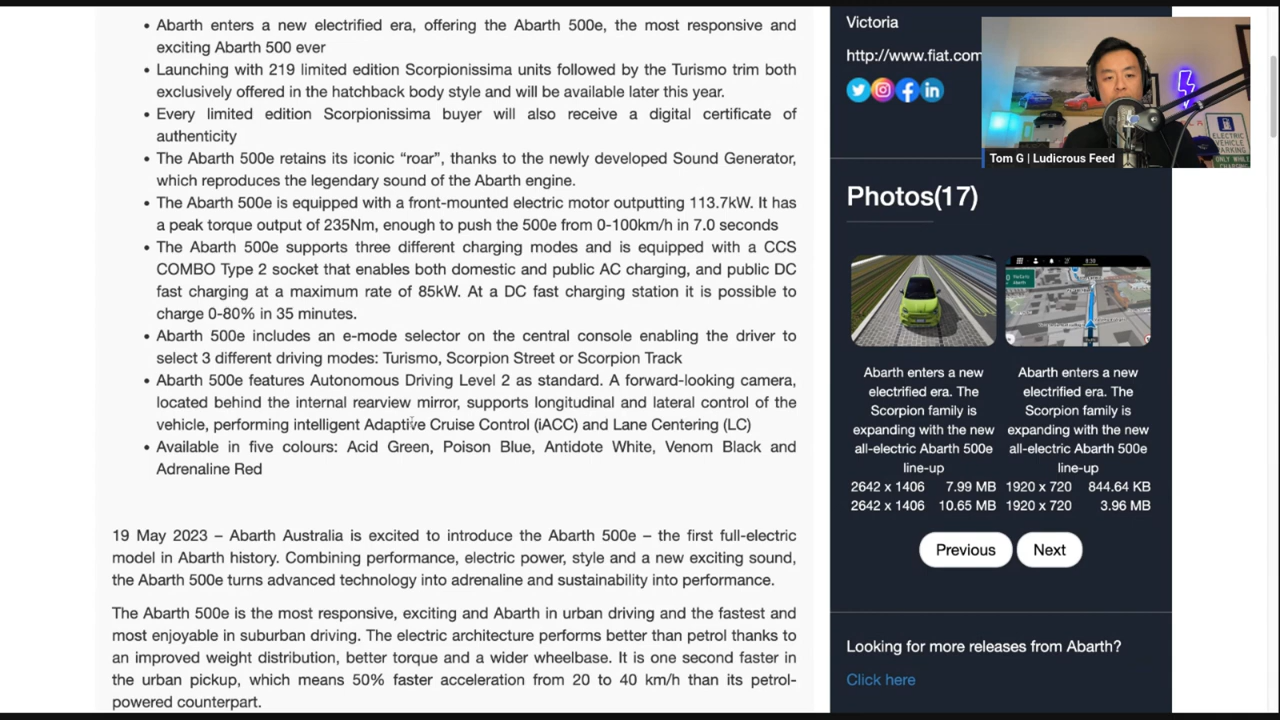 Abarth enters a new electrified era, offering the Abarth 500e, the most responsive and
exciting Abarth 500 ever
Launching with 219 limited edition Scorpionissima units followed by the Turismo trim both
exclusively offered in the hatchback body style and will be available later this year.
Every limited edition Scorpionissima buyer will also receive a digital certificate of
authenticity
The Abarth 500e retains its iconic “roar”, thanks to the newly developed Sound Generator,
which reproduces the legendary sound of the Abarth engine.
The Abarth 500e is equipped with a front-mounted electric motor outputting 113.7kW. It has
a peak torque output of 235Nm, enough to push the 500e from 0-100km/h in 7.0 seconds
The Abarth 500e supports three different charging modes and is equipped with a CCS
COMBO Type 2 socket that enables both domestic and public AC charging, and public DC
fast charging at a maximum rate of 85kW. At a DC fast charging station it is possible to
charge 0-80% in 35 minutes.
Abarth 500e includes an e-mode selector on the central console enabling the driver to
select 3 different driving modes: Turismo, Scorpion Street or Scorpion Track
Abarth 500e features Autonomous Driving Level 2 as standard. A forward-looking camera,
located behind the internal rearview mirror, supports longitudinal and lateral control of the
vehicle, performing intelligent Adaptive Cruise Control (iACC) and Lane Centering (LC)
Available in five colours: Acid Green, Poison Blue, Antidote White, Venom Black and
Adrenaline Red
19 May 2023 – Abarth Australia is excited to introduce the Abarth 500e – the first full-electric
model in Abarth history. Combining performance, electric power, style and a new exciting sound,
the Abarth 500e turns advanced technology into adrenaline and sustainability into performance.
The Abarth 500e is the most responsive, exciting and Abarth in urban driving and the fastest and
most enjoyable in suburban driving. The electric architecture performs better than petrol thanks to
an improved weight distribution, better torque and a wider wheelbase. It is one second faster in
the urban pickup, which means 50% faster acceleration from 20 to 40 km/h than its petrol-
powered counterpart.
Victoria
http://www.fiat.com
ELECTRIC
VEHICLE
PARKING
ONLY WHILE
Tom G | Ludicrous Feed
Photos(17)
Abarth enters a new
electrified era. The
Scorpion family is
expanding with the new
all-electric Abarth 500e
line-up
2642 x 1406 7.99 MB
2642 x 1406 10.65 MB
Abarth enters a new
electrified era. The
Scorpion family is
expanding with the new
all-electric Abarth 500e
line-up
1920 x 720 844.64 KB
1920 x 720 3.96 MB
Previous
Next
Looking for more releases from Abarth?
Click here